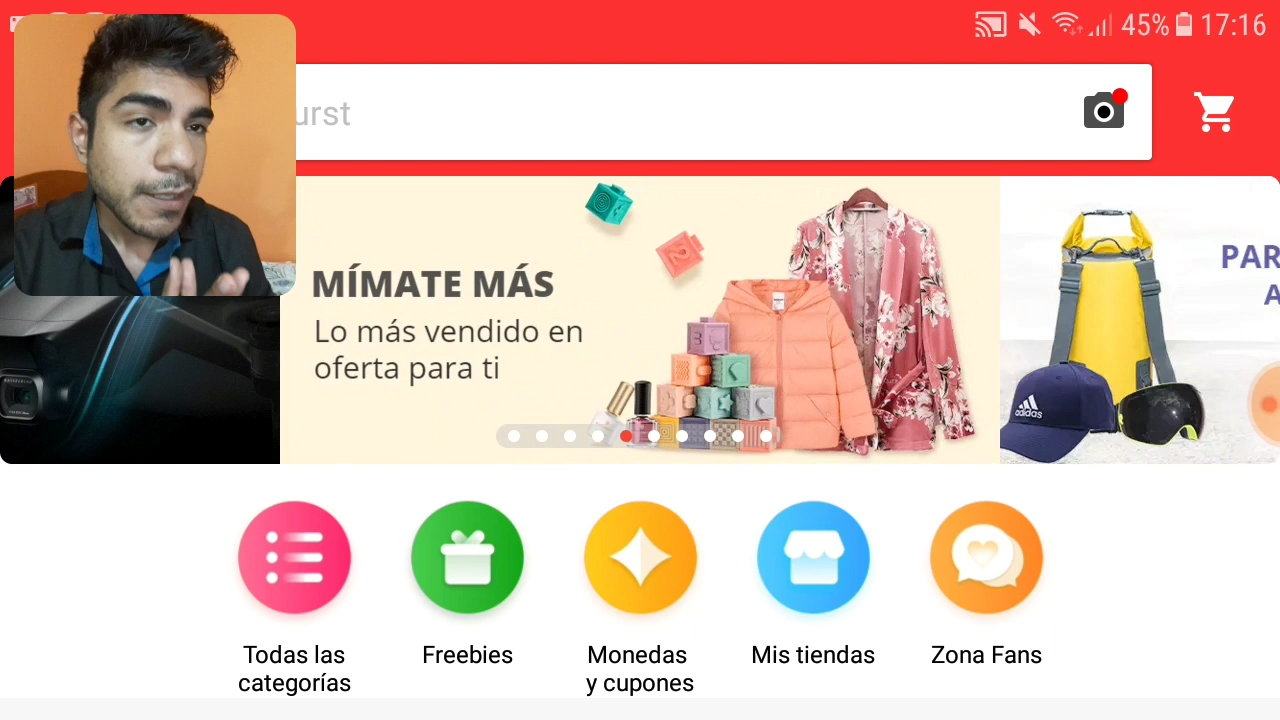 45% 17:16
urst
MÍMATE MÁS
Lo más vendido en
oferta para ti
PAR
A
adidas
Todas las
categorías
Freebies
Monedas
y cupones
Mis tiendas
Zona Fans